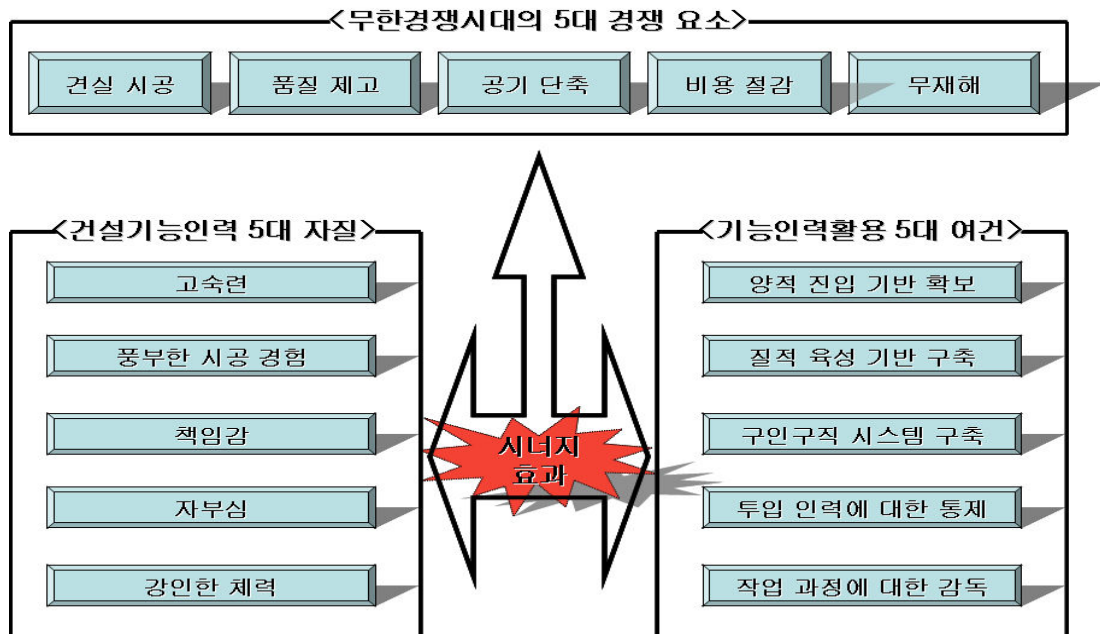 <무한경쟁시대의 5대 경쟁 요소>
견실 시공
품질 제고
공기 단축
비용 절감
무재해
<건설기능인력 5대 자질>
고숙련
풍부한 시공 경험
책임감
자부심
강인한 체력
시너지
효과
<기능인력활용 5대 여건>
양적 진입 기반 확보
질적 육성 기반 구축
구인구직 시스템 구축
투입 인력에 대한 통제
작업 과정에 대한 감독